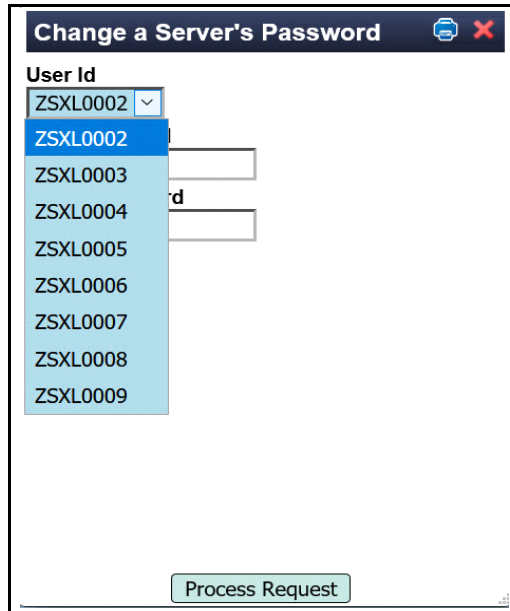 Change a Server's Password
User Id
ZSXL0002
ZSXL0002
ZSXL0003
ZSXL0004
ZSXL0005
ZSXL0006
ZSXL0007
ZSXL0008
ZSXL0009
Process Request